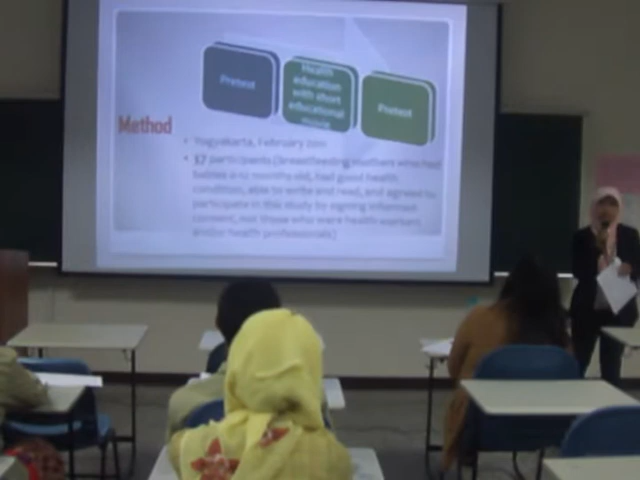 Pretest
Health
education
with short
educational
movie
Pretest
Method
• Yogyakarta, February 2011
• 37 participants (breastfeeding mothers who had
babies 0-12 months old, had good health
condition, able to write and read, and agreed to
participate in this study by signing informed
consent, not those who were health workers
and/or health professionals)